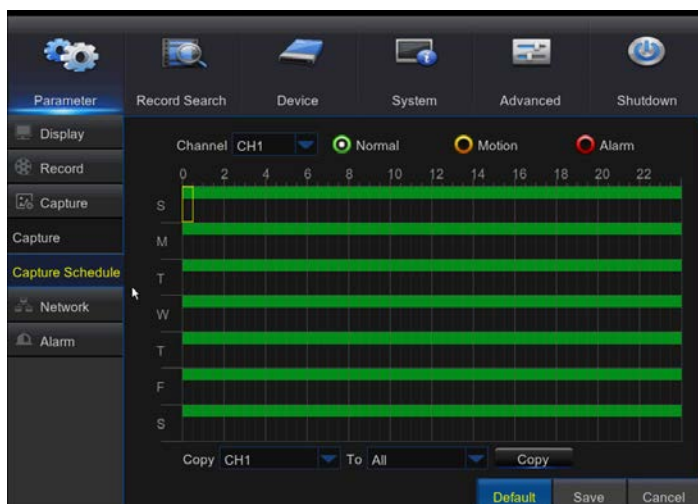 Parameter Record Search Device System Advanced Shutdown
Display
Record
Capture
Capture
Capture Schedule
Network
Alarm
Channel CH1 Normal Motion Alarm
0 2 4 6 8 10 12 14 16 18 20 22
S
M
T
W
T
F
S
Copy CH1 To All Copy
Default Save Cancel